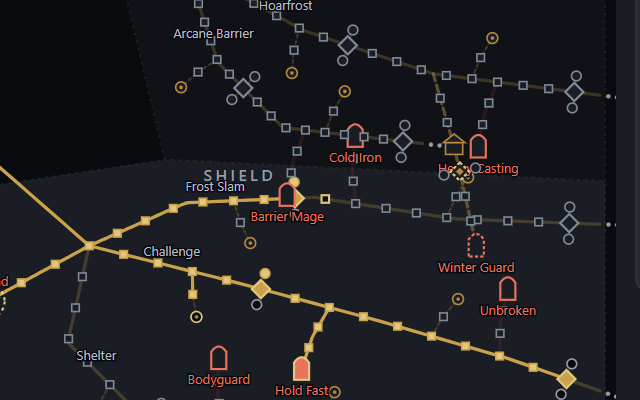 Hoarfrost
Arcane Barrier
Cold Iron
Casting
SHIELD
Frost Slam
Barrier Mage
Challenge
Winter Guard
Unbroken
Shelter
Bodyguard
Hold Fast